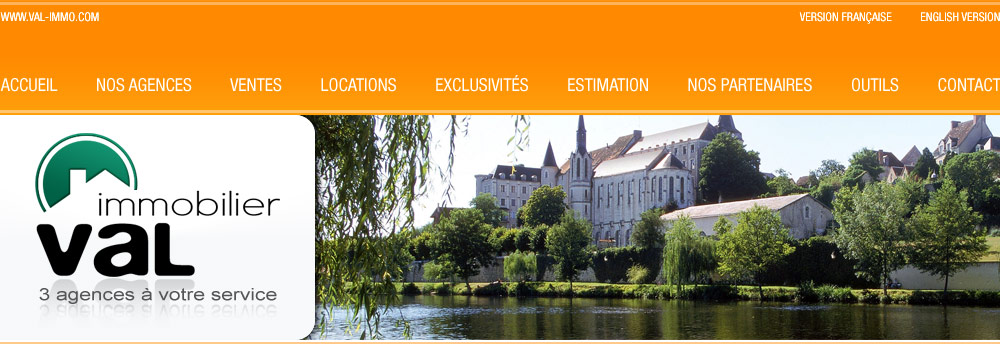 WWW.VAL-IMMO.COM VERSION FRANÇAISE ENGLISH VERSION
ACCUEIL NOS AGENCES VENTES LOCATIONS EXCLUSIVITÉS ESTIMATION NOS PARTENAIRES OUTILS CONTACT
immobilier
vaL
3 agences à votre service